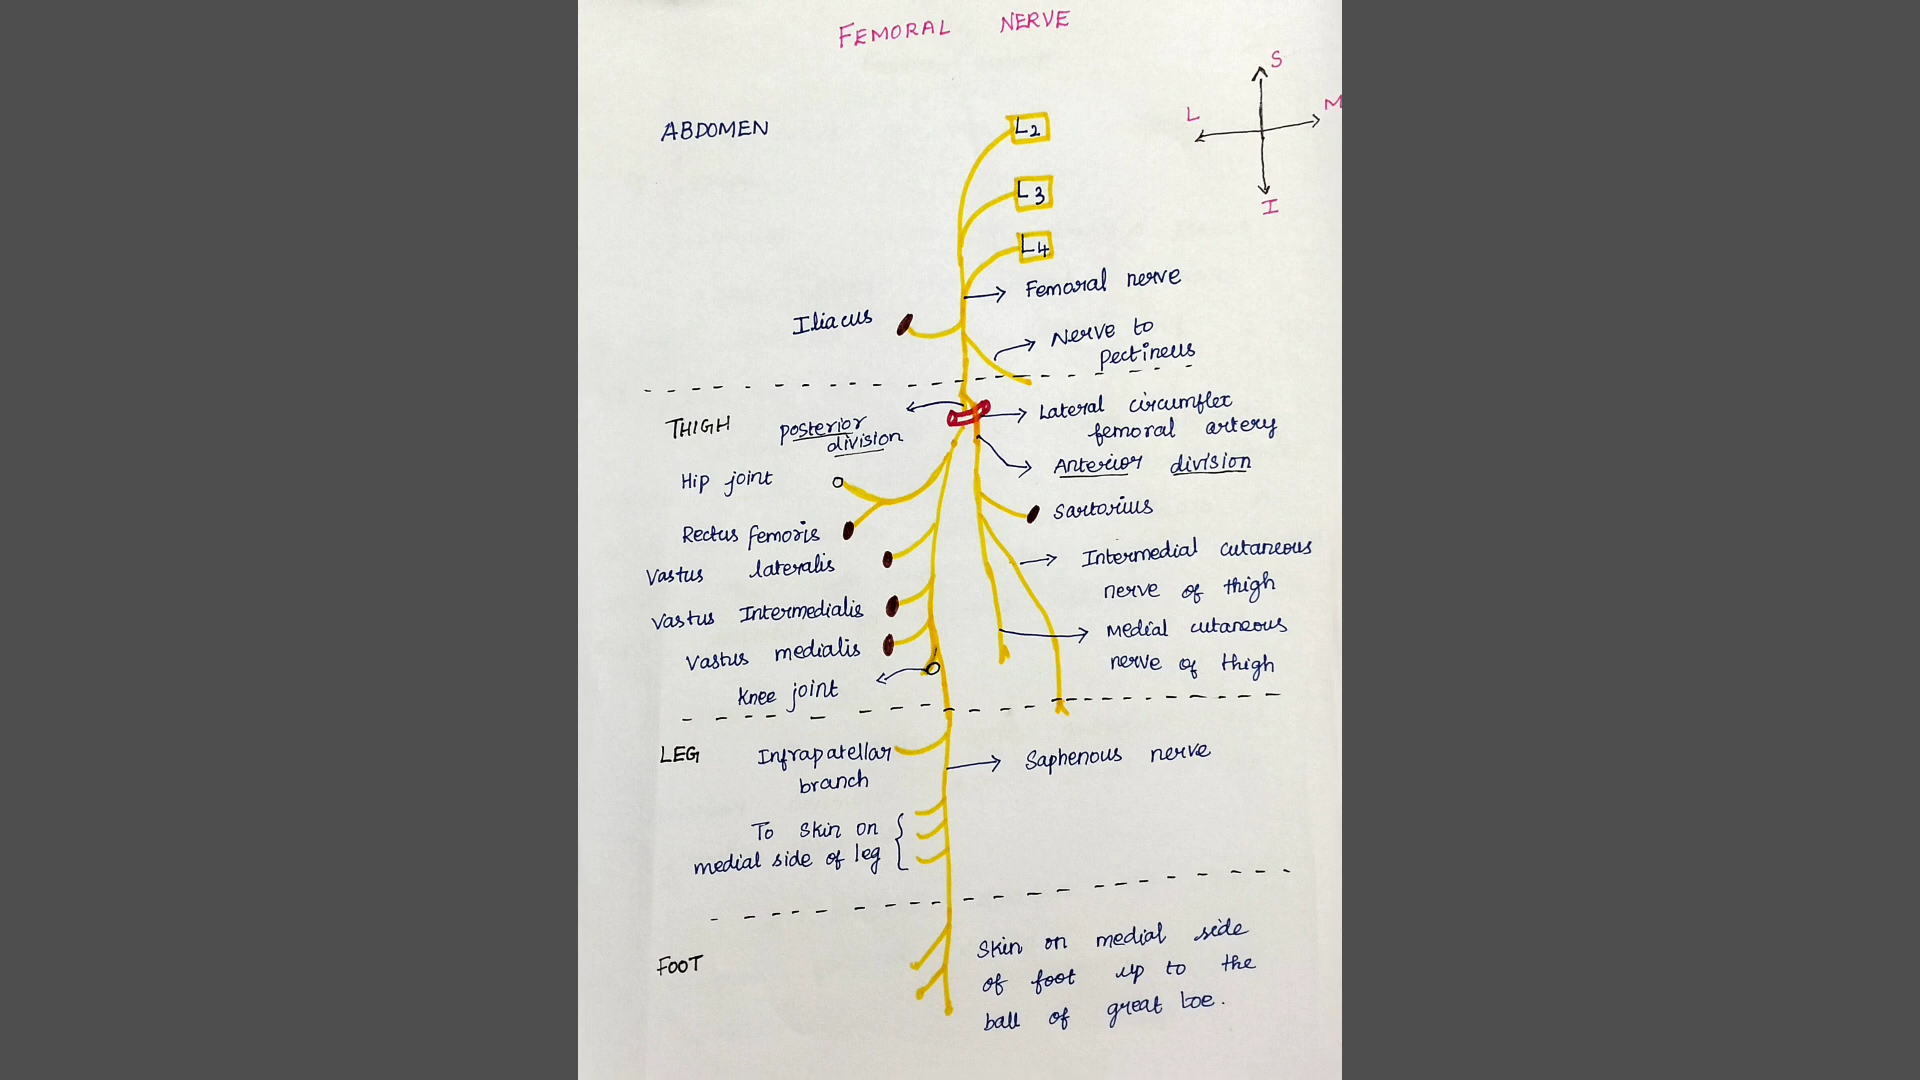 FEMORAL NERVE
S
L
M
I
ABDOMEN
L2
L3
L4
Femoral nerve
Iliacus
Nerve to
pectineus
THIGH
posterior
division
Lateral circumflex
femoral artery
Anterior division
Hip joint
Sartorius
Rectus femoris
Vastus lateralis
Intermedial cutaneous
nerve of thigh
Vastus Intermedialis
Medial cutaneous
nerve of thigh
Vastus medialis
Knee joint
LEG
Infrapatellar
branch
Saphenous nerve
To skin on
medial side of leg
FOOT
Skin on medial side
of foot up to the
ball of great toe.